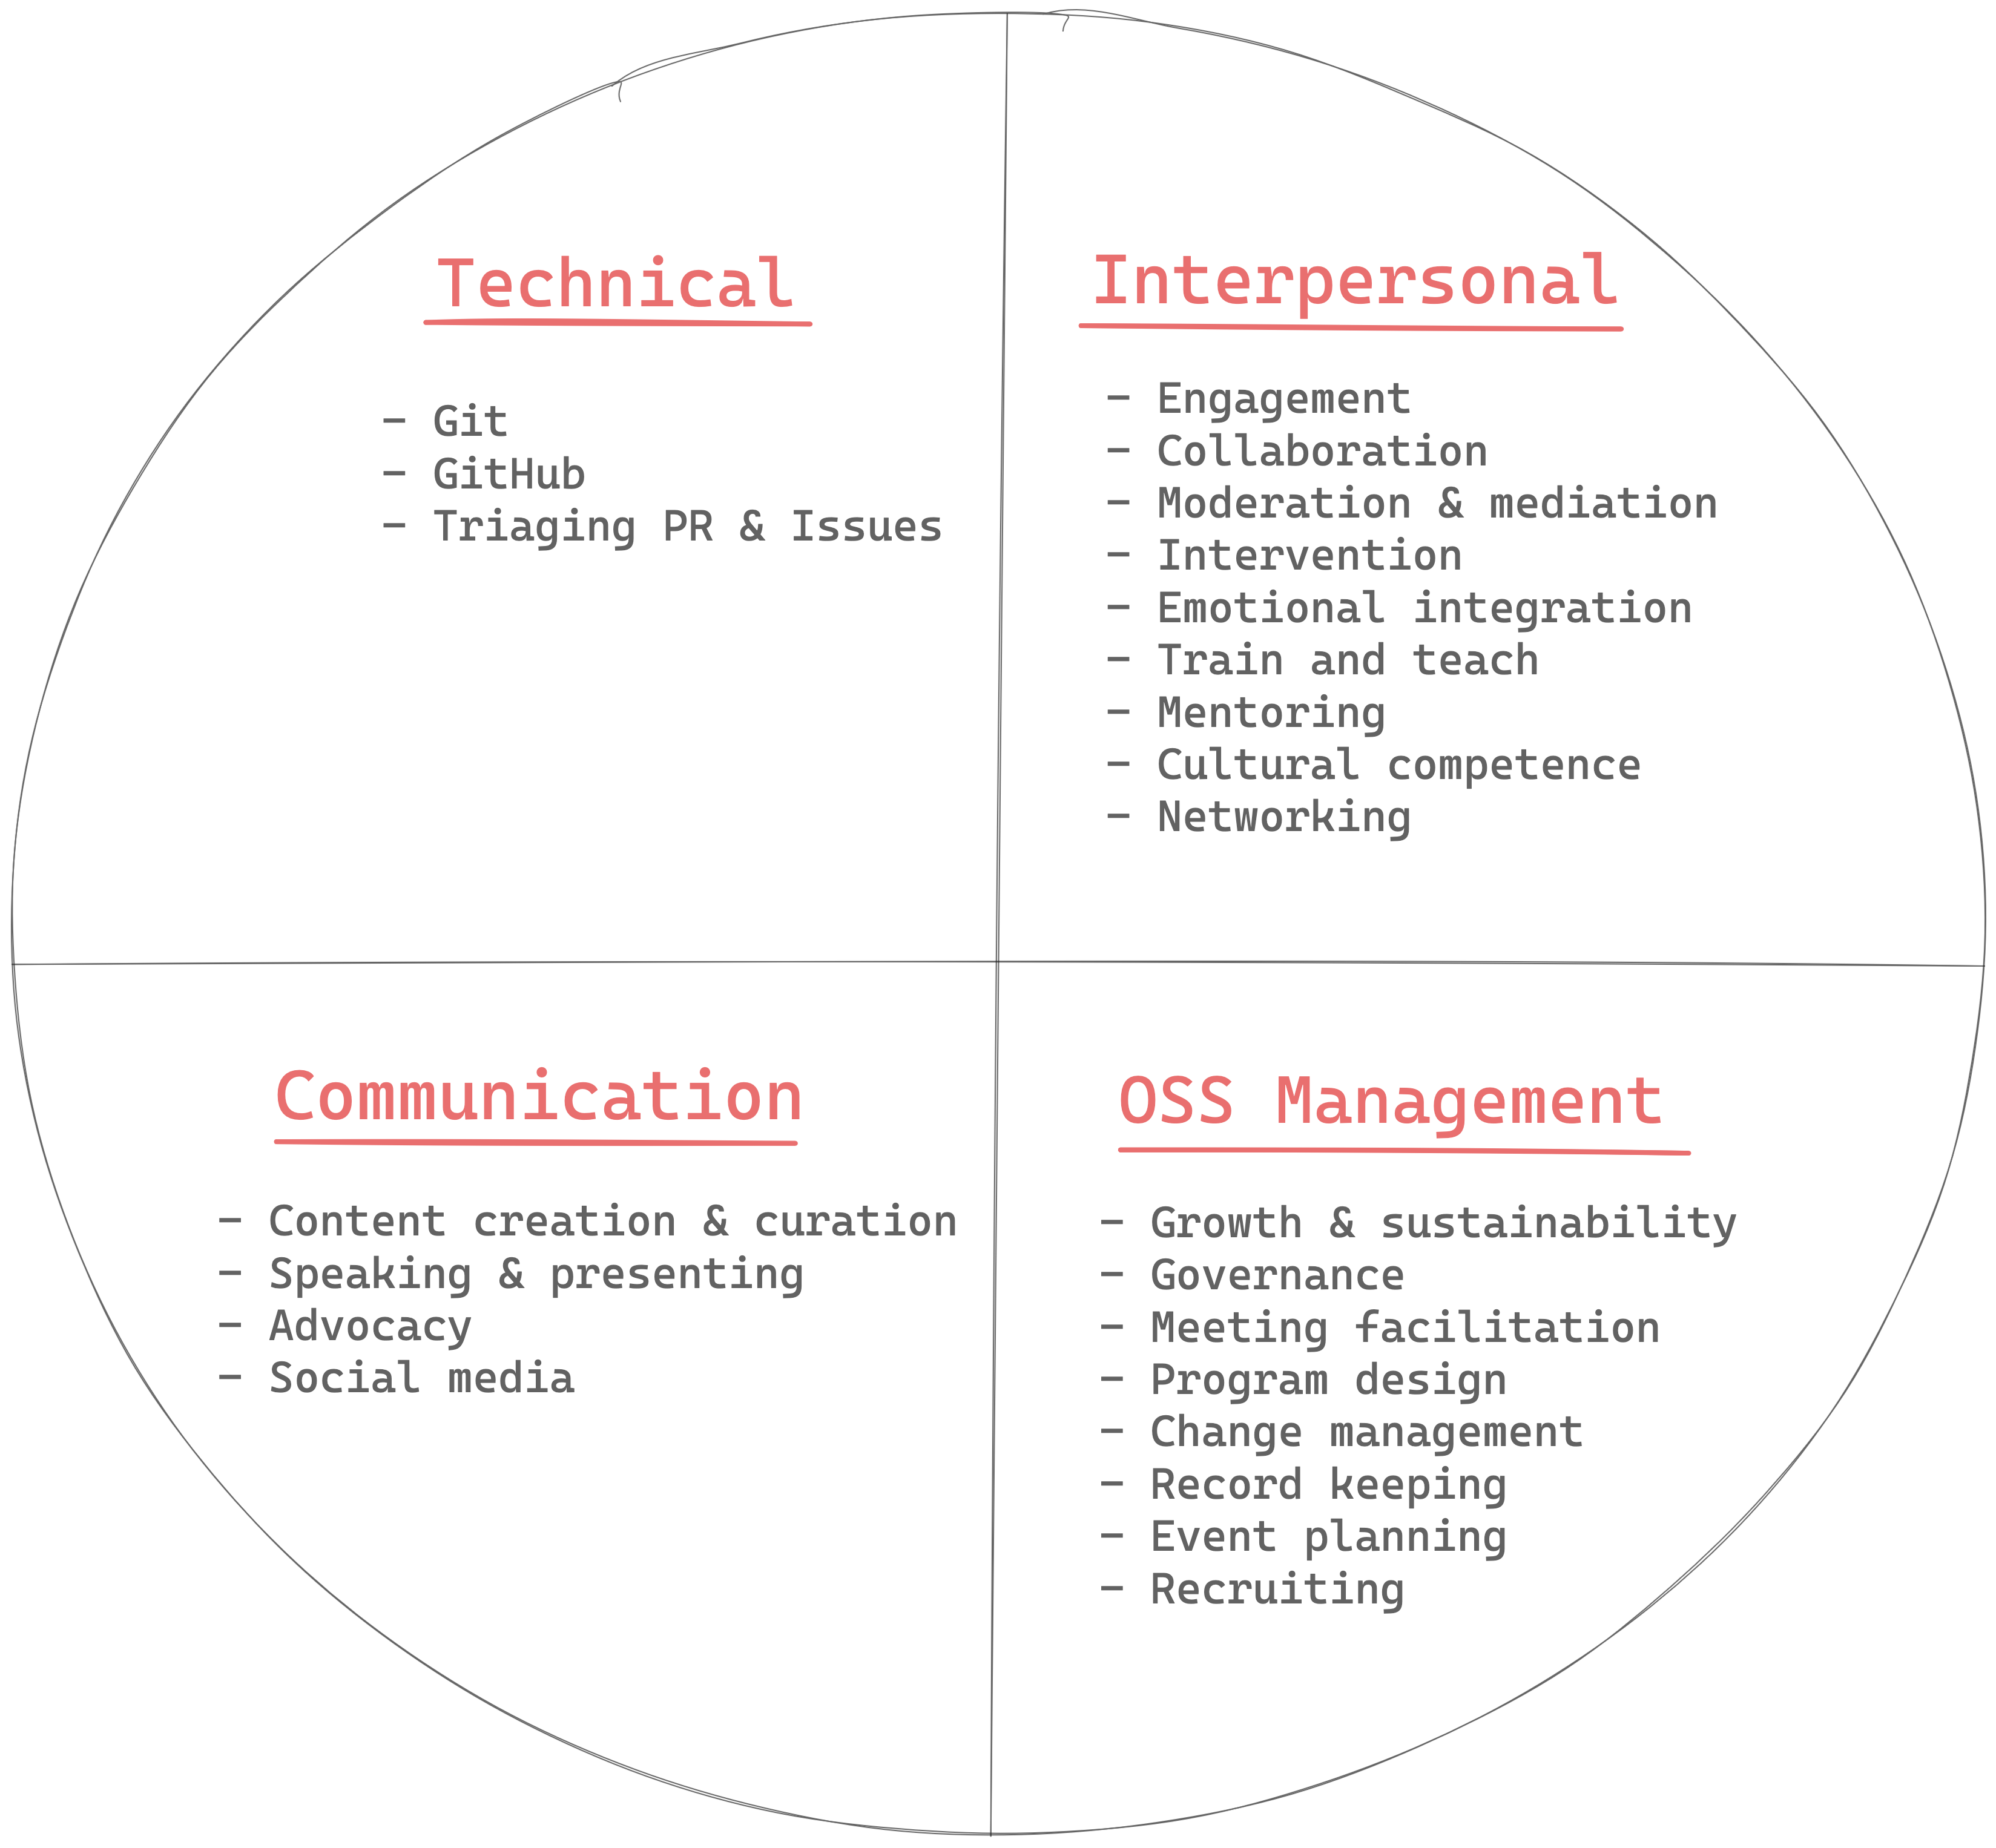 Technical
- Git
- GitHub
- Triaging PR & Issues
Interpersonal
- Engagement
- Collaboration
- Moderation & mediation
- Intervention
- Emotional integration
- Train and teach
- Mentoring
- Cultural competence
- Networking
Communication
- Content creation & curation
- Speaking & presenting
- Advocacy
- Social media
OSS Management
- Growth & sustainability
- Governance
- Meeting facilitation
- Program design
- Change management
- Record keeping
- Event planning
- Recruiting